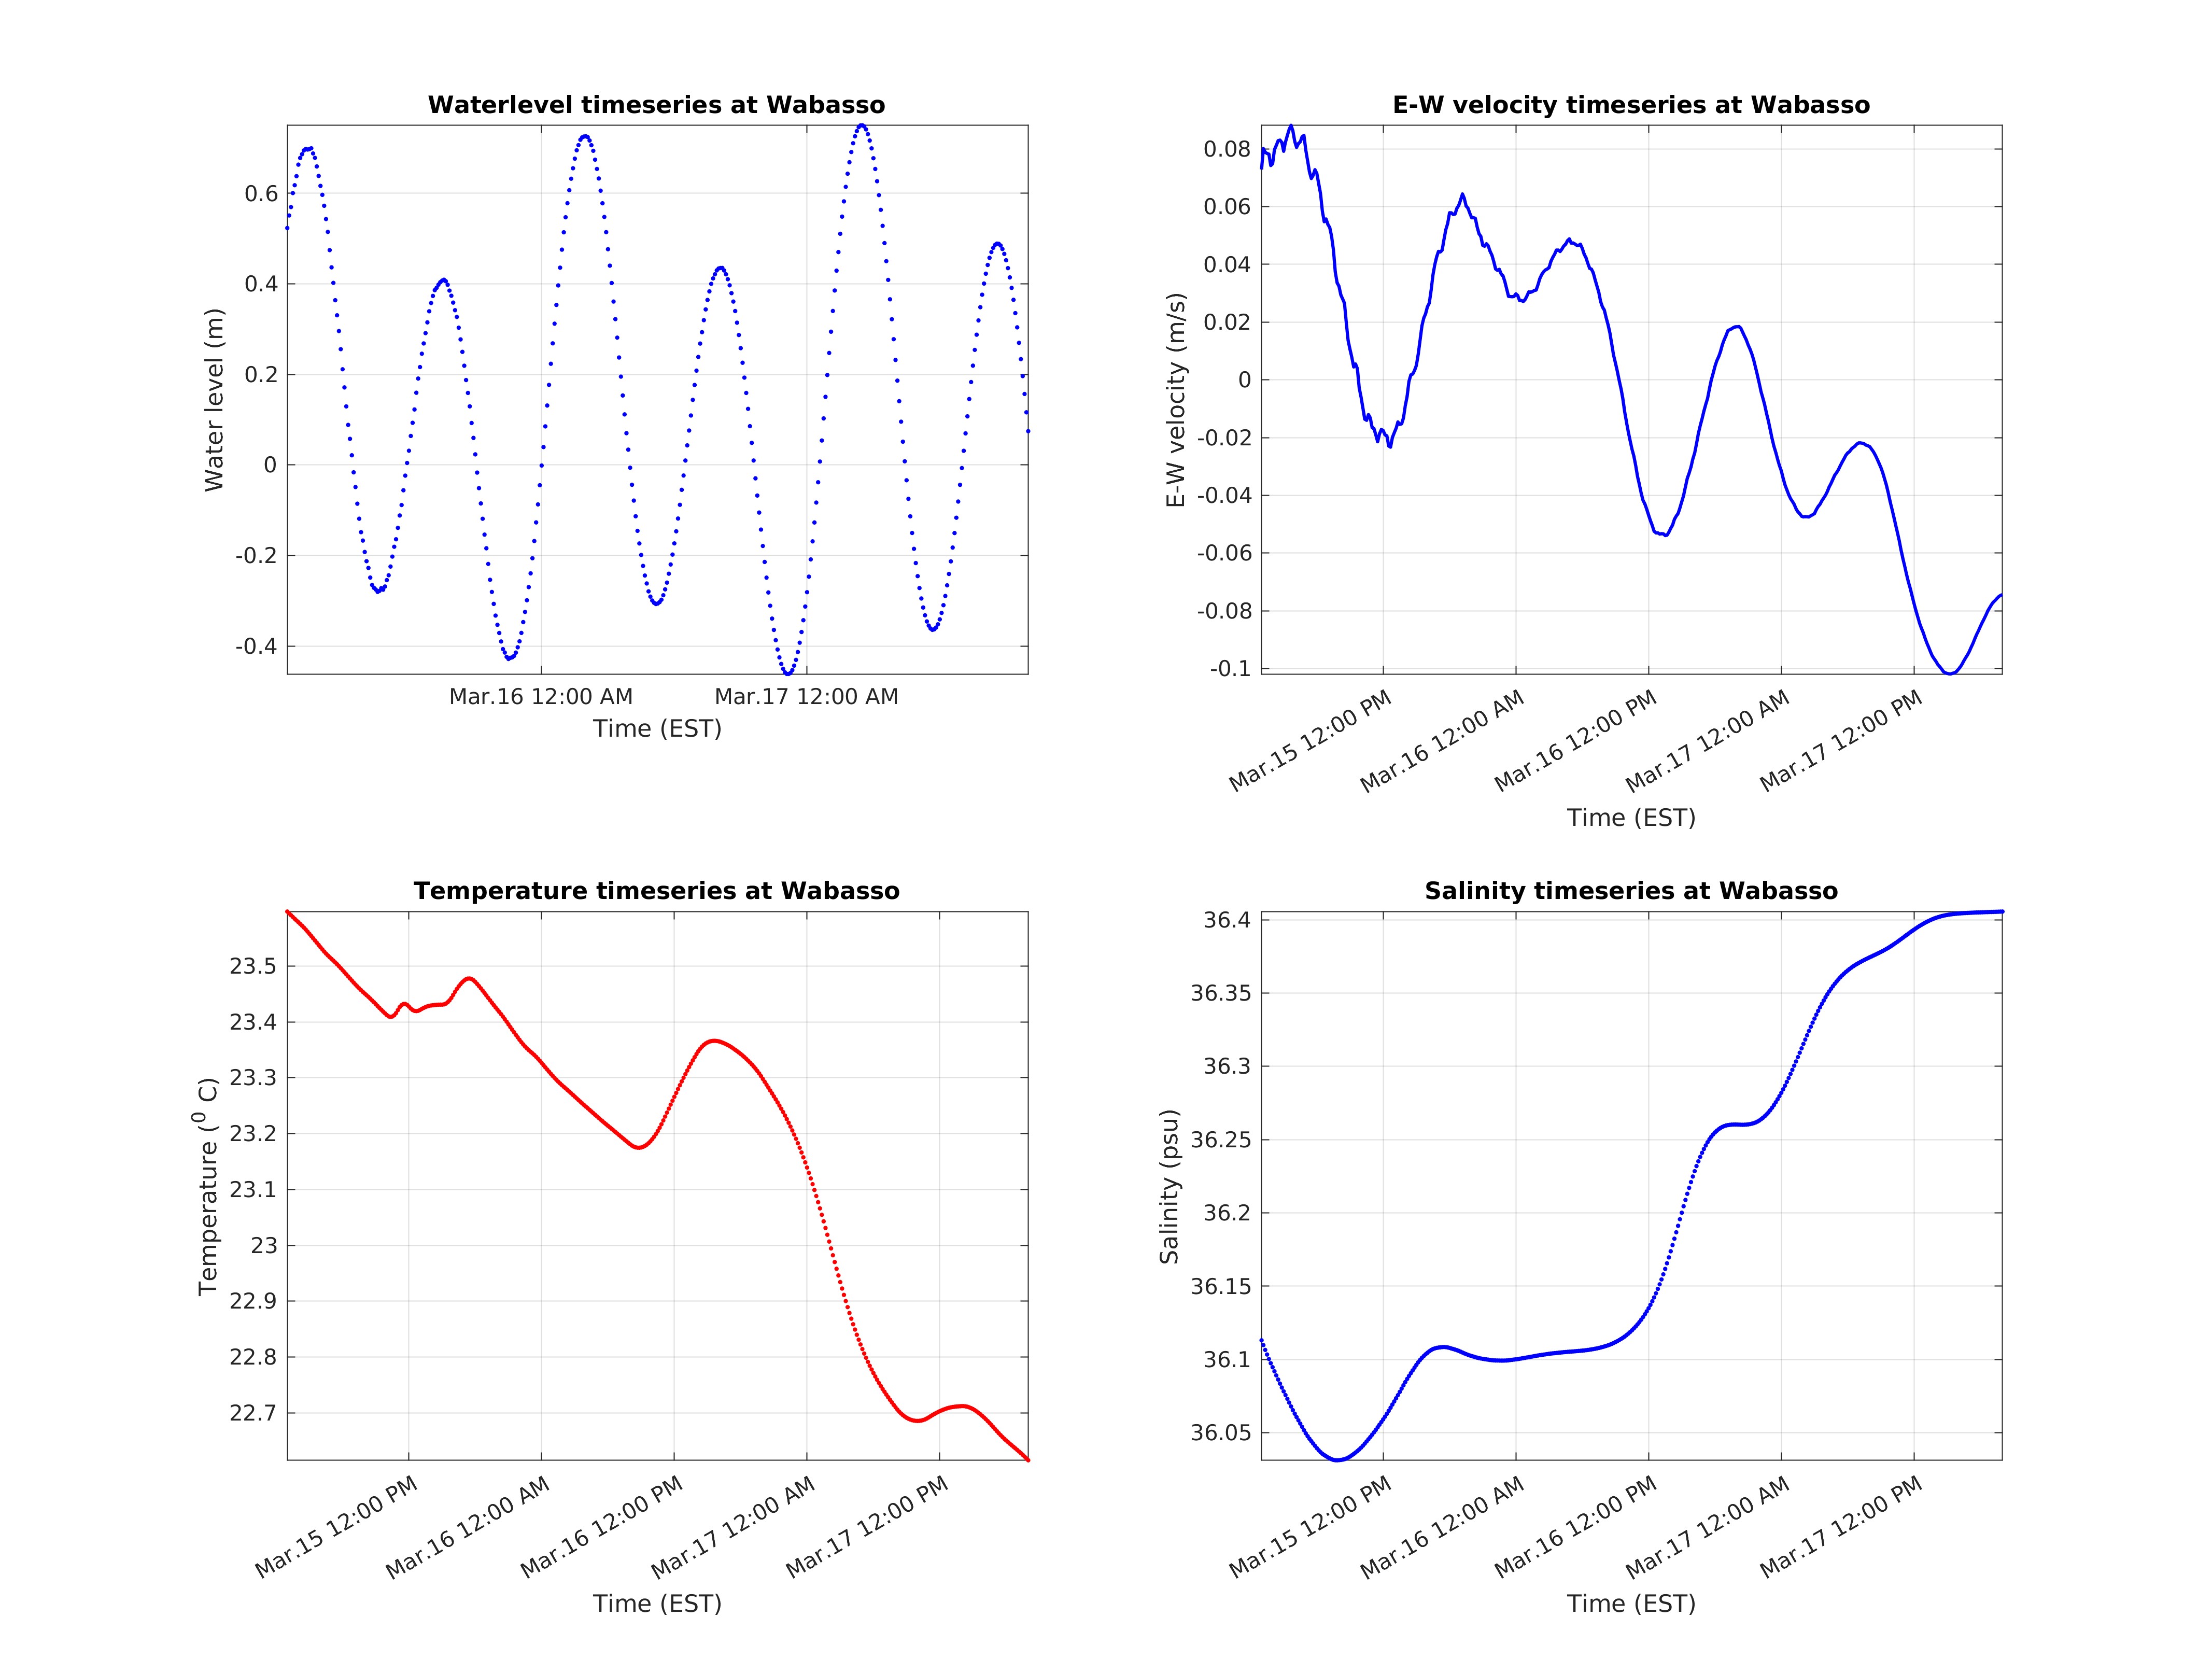 Waterlevel timeseries at Wabasso
0.6
0.4
0.2
0
-0.2
-0.4
Water level (m)
Mar.16 12:00 AM
Mar.17 12:00 AM
Time (EST)
E-W velocity timeseries at Wabasso
0.08
0.06
0.04
0.02
0
-0.02
-0.04
-0.06
-0.08
-0.1
E-W velocity (m/s)
Mar.15 12:00 PM
Mar.16 12:00 AM
Mar.16 12:00 PM
Mar.17 12:00 AM
Mar.17 12:00 PM
Time (EST)
Temperature timeseries at Wabasso
23.5
23.4
23.3
23.2
23.1
23
22.9
22.8
22.7
Temperature (⁰ C)
Mar.15 12:00 PM
Mar.16 12:00 AM
Mar.16 12:00 PM
Mar.17 12:00 AM
Mar.17 12:00 PM
Time (EST)
Salinity timeseries at Wabasso
36.4
36.35
36.3
36.25
36.2
36.15
36.1
36.05
Salinity (psu)
Mar.15 12:00 PM
Mar.16 12:00 AM
Mar.16 12:00 PM
Mar.17 12:00 AM
Mar.17 12:00 PM
Time (EST)